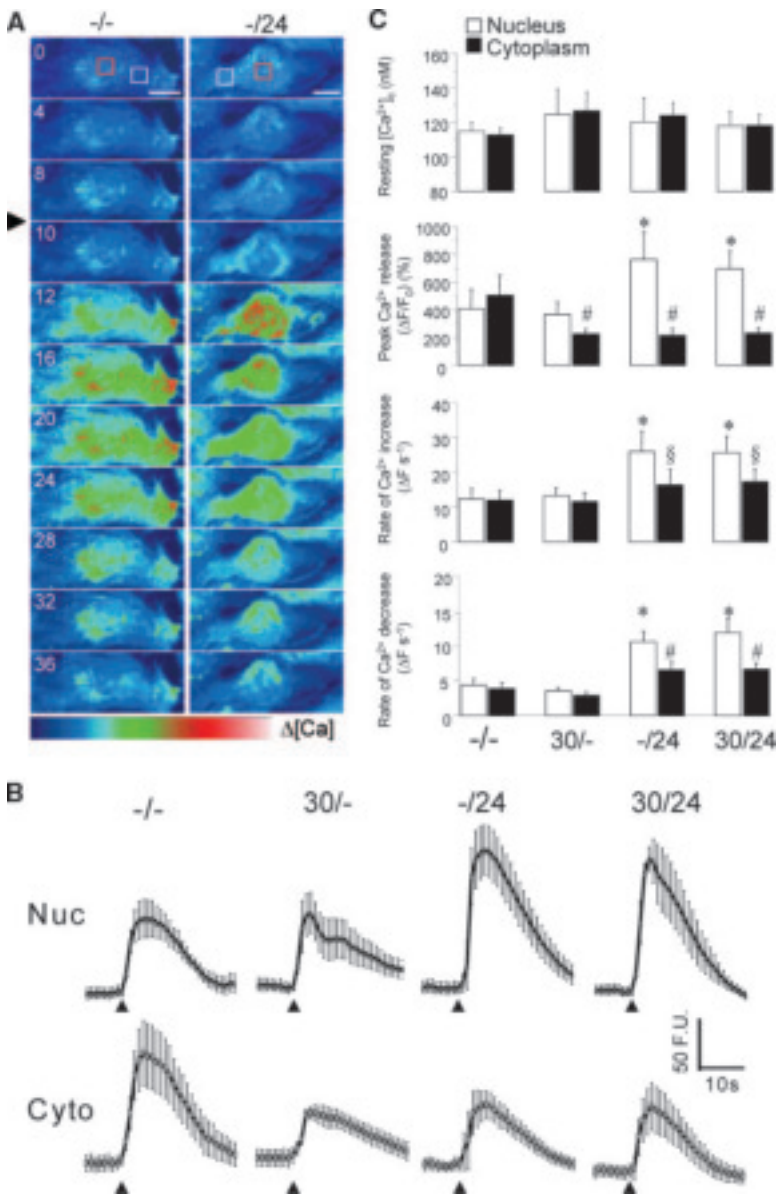 A
-/-
-/24
0
4
8
10
12
16
20
24
28
32
36
Δ[Ca]
C
Nucleus
Cytoplasm
Resting [Ca²⁺]ₙ (nM)
160
140
120
100
80
Peak Ca²⁺ release
(ΔF/F₀) (%)
1000
800
600
400
200
0
# * # * #
Rate of Ca²⁺ increase
(ΔF s⁻¹)
40
30
20
10
0
* *
Rate of Ca²⁺ decrease
(ΔF s⁻¹)
20
15
10
5
0
* # * #
-/- 30/- -/24 30/24
B
-/- 30/- -/24 30/24
Nuc
50 F.U.
10s
Cyto